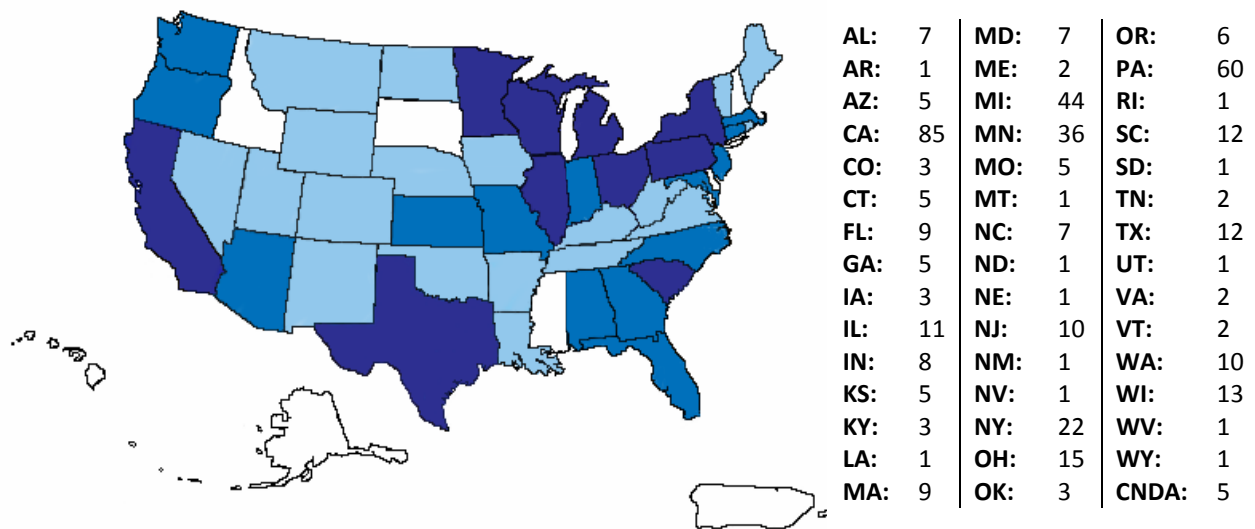 AL: 7 MD: 7 OR: 6
AR: 1 ME: 2 PA: 60
AZ: 5 MI: 44 RI: 1
CA: 85 MN: 36 SC: 12
CO: 3 MO: 5 SD: 1
CT: 5 MT: 1 TN: 2
FL: 9 NC: 7 TX: 12
GA: 5 ND: 1 UT: 1
IA: 3 NE: 1 VA: 2
IL: 11 NJ: 10 VT: 2
IN: 8 NM: 1 WA: 10
KS: 5 NV: 1 WI: 13
KY: 3 NY: 22 WV: 1
LA: 1 OH: 15 WY: 1
MA: 9 OK: 3 CNDA: 5